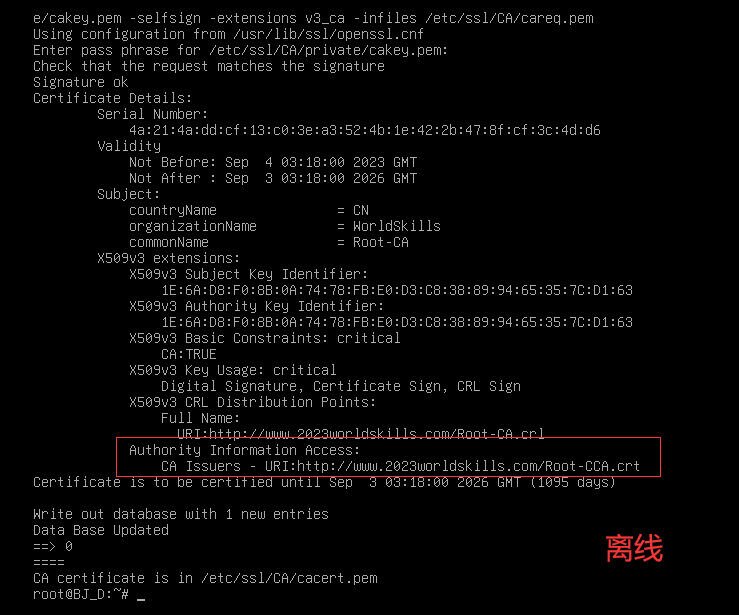 e/cakey.pem -selfsign -extensions v3_ca -infiles /etc/ssl/CA/careq.pem
Using configuration from /usr/lib/ssl/openssl.cnf
Enter pass phrase for /etc/ssl/CA/private/cakey.pem:
Check that the request matches the signature
Signature ok
Certificate Details:
        Serial Number:
            4a:21:4a:dd:cf:13:c0:3e:a3:52:4b:1e:42:2b:47:8f:cf:3c:4d:d6
        Validity
            Not Before: Sep  4 03:18:00 2023 GMT
            Not After : Sep  3 03:18:00 2026 GMT
        Subject:
            countryName               = CN
            organizationName          = WorldSkills
            commonName                = Root-CA
        X509v3 extensions:
            X509v3 Subject Key Identifier:
                1E:6A:D8:F0:8B:0A:74:78:FB:E0:D3:C8:38:89:94:65:35:7C:D1:63
            X509v3 Authority Key Identifier:
                1E:6A:D8:F0:8B:0A:74:78:FB:E0:D3:C8:38:89:94:65:35:7C:D1:63
            X509v3 Basic Constraints: critical
                CA:TRUE
            X509v3 Key Usage: critical
                Digital Signature, Certificate Sign, CRL Sign
            X509v3 CRL Distribution Points:
                Full Name:
                  URI:http://www.2023worldskills.com/Root-CA.crl
            Authority Information Access:
                CA Issuers - URI:http://www.2023worldskills.com/Root-CCA.crt
Certificate is to be certified until Sep  3 03:18:00 2026 GMT (1095 days)
Write out database with 1 new entries
Data Base Updated
==> 0
====
离线
CA certificate is in /etc/ssl/CA/cacert.pem
root@BJ_D:~# _